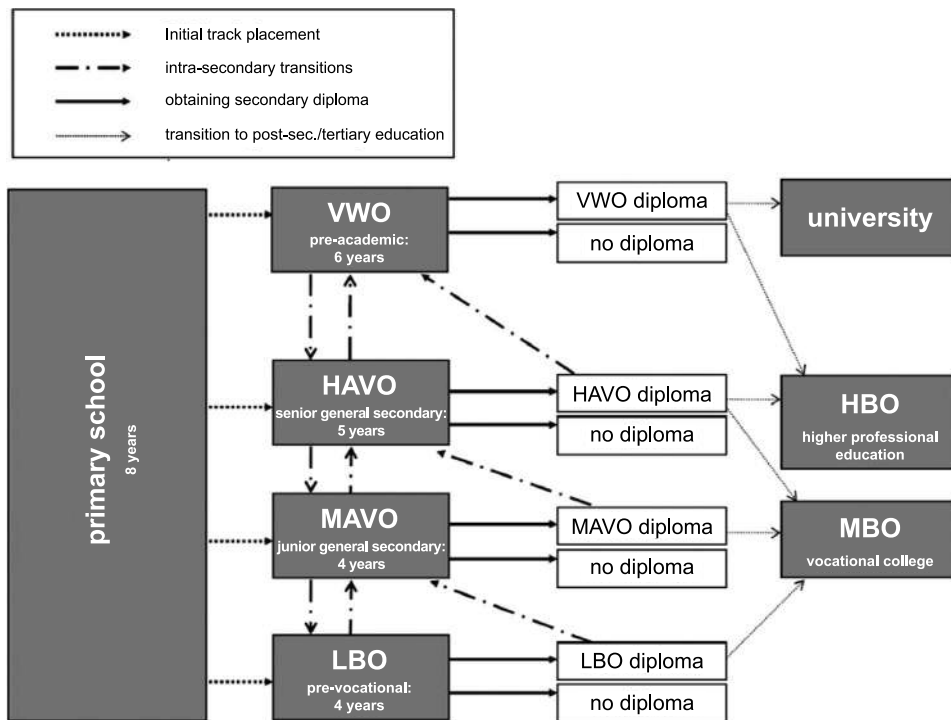 Initial track placement
intra-secondary transitions
obtaining secondary diploma
transition to post-sec./tertiary education
primary school
8 years
VWO
pre-academic:
6 years
VWO diploma
no diploma
university
HAVO
senior general secondary:
5 years
HAVO diploma
no diploma
HBO
higher professional
education
MAVO
junior general secondary:
4 years
MAVO diploma
no diploma
MBO
vocational college
LBO
pre-vocational:
4 years
LBO diploma
no diploma